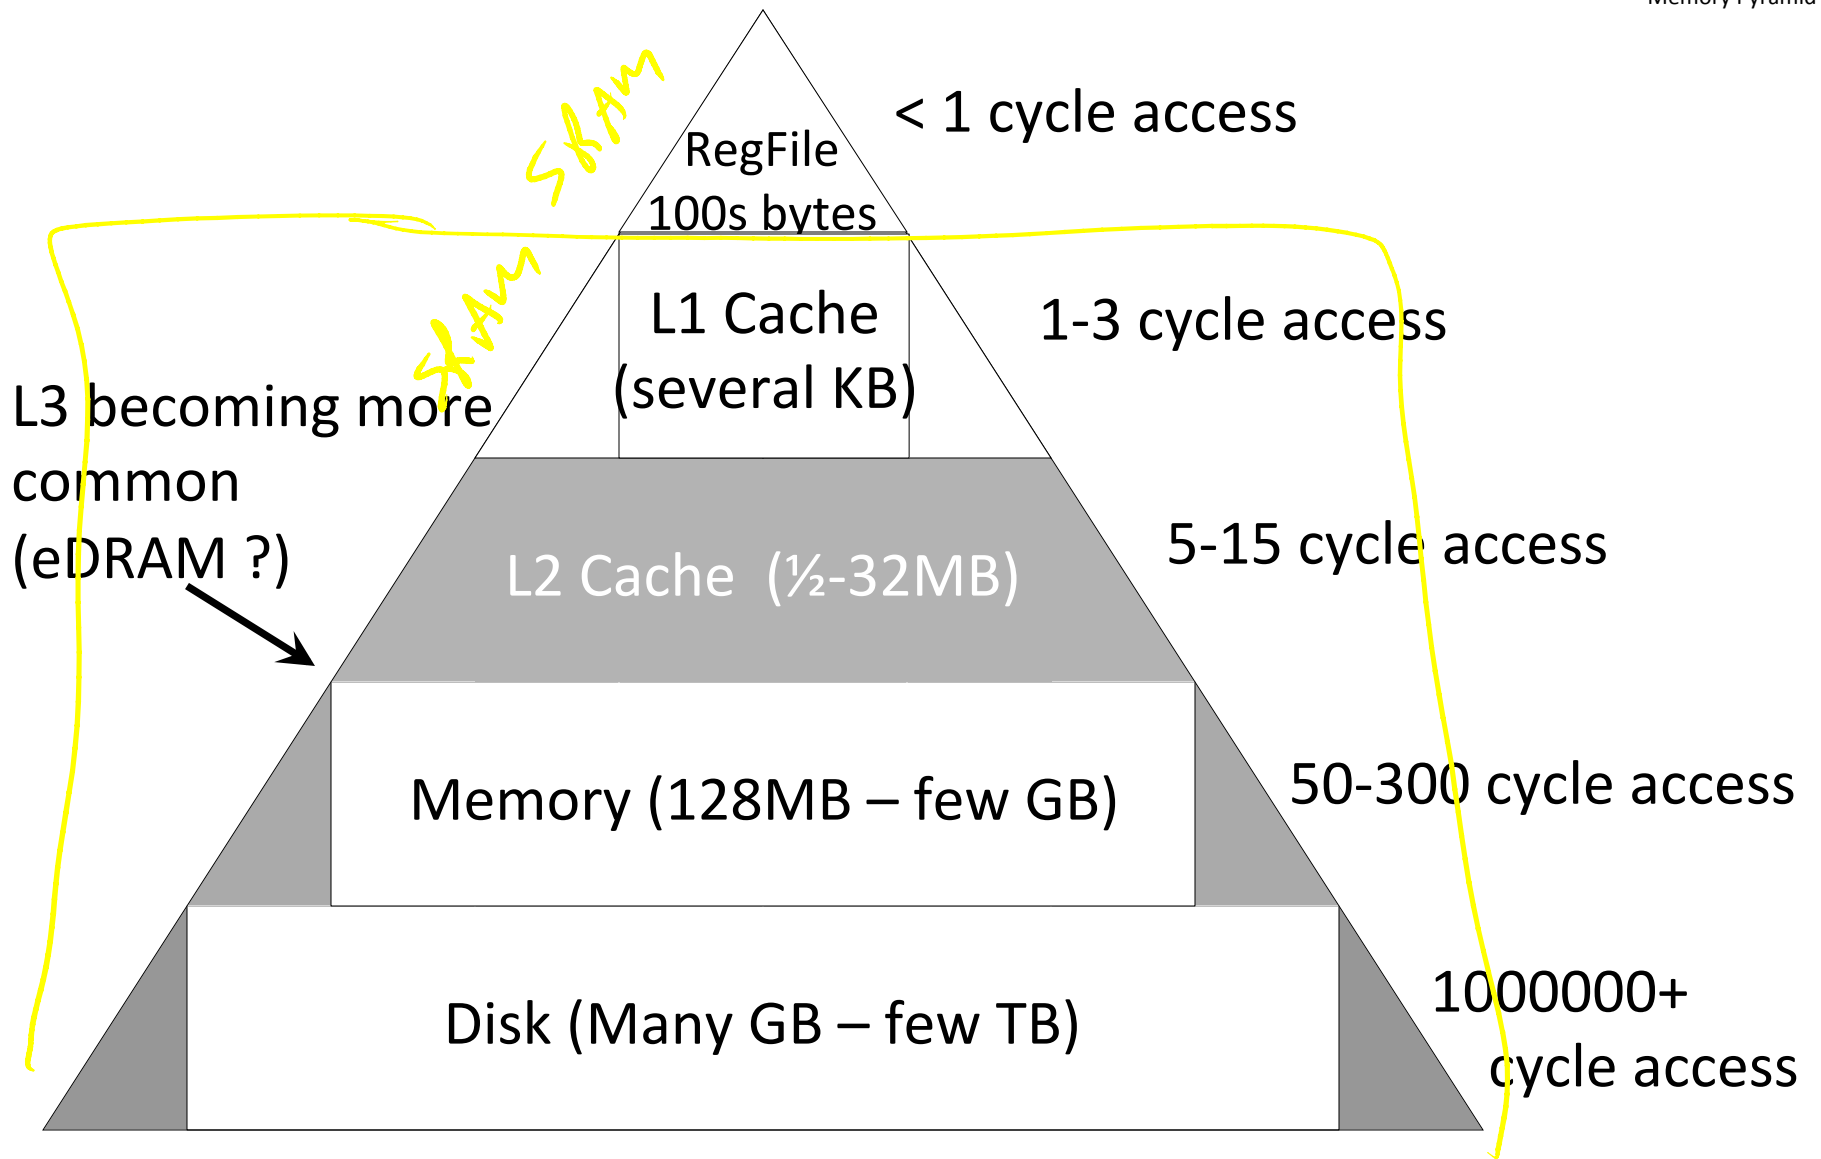 Memory Pyramid
SRAM
< 1 cycle access
RegFile
100s bytes
SRAM
L1 Cache
(several KB)
1-3 cycle access
L3 becoming more
common
(eDRAM ?)
L2 Cache (½-32MB)
5-15 cycle access
Memory (128MB – few GB)
50-300 cycle access
Disk (Many GB – few TB)
1000000+
cycle access